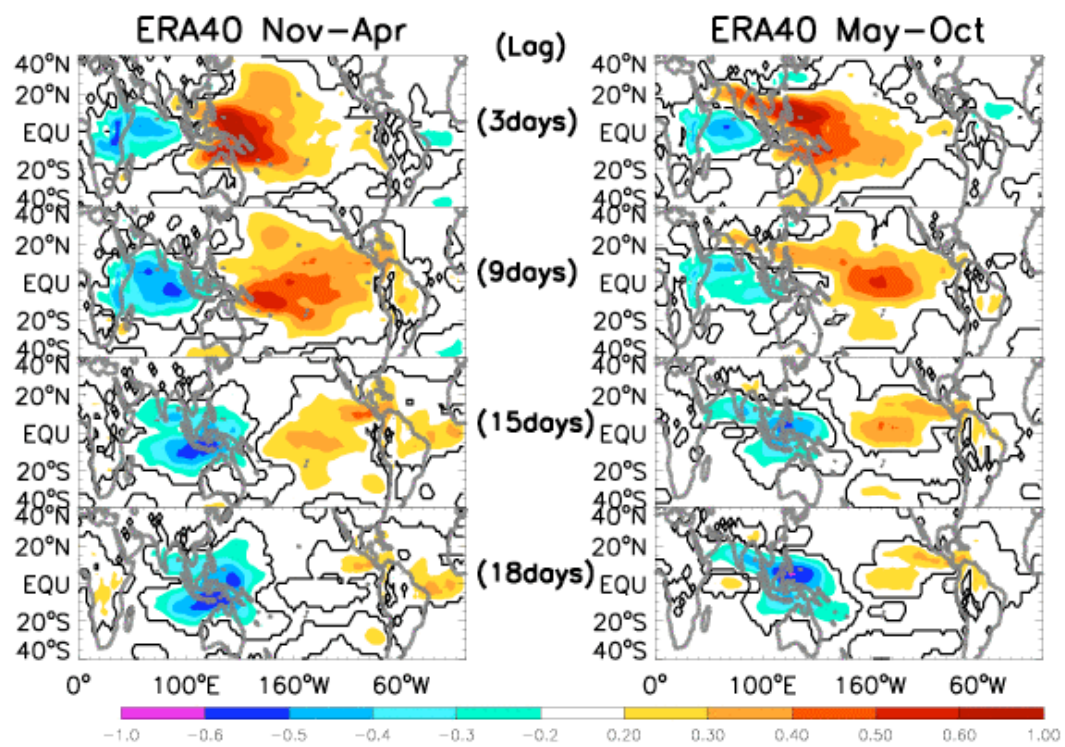 ERA40 Nov-Apr (Lag) ERA40 May-Oct
40°N 40°N
20°N (3days) 20°N
EQU EQU
20°S 20°S
40°S 40°S
20°N 20°N
EQU (9days) EQU
20°S 20°S
40°S 40°S
20°N 20°N
EQU (15days) EQU
20°S 20°S
40°S 40°S
40°N 40°N
20°N 20°N
EQU (18days) EQU
20°S 20°S
40°S 40°S
0° 100°E 160°W 60°W 0° 100°E 160°W 60°W
-1.0 -0.6 -0.5 -0.4 -0.3 -0.2 0.20 0.30 0.40 0.50 0.60 1.00